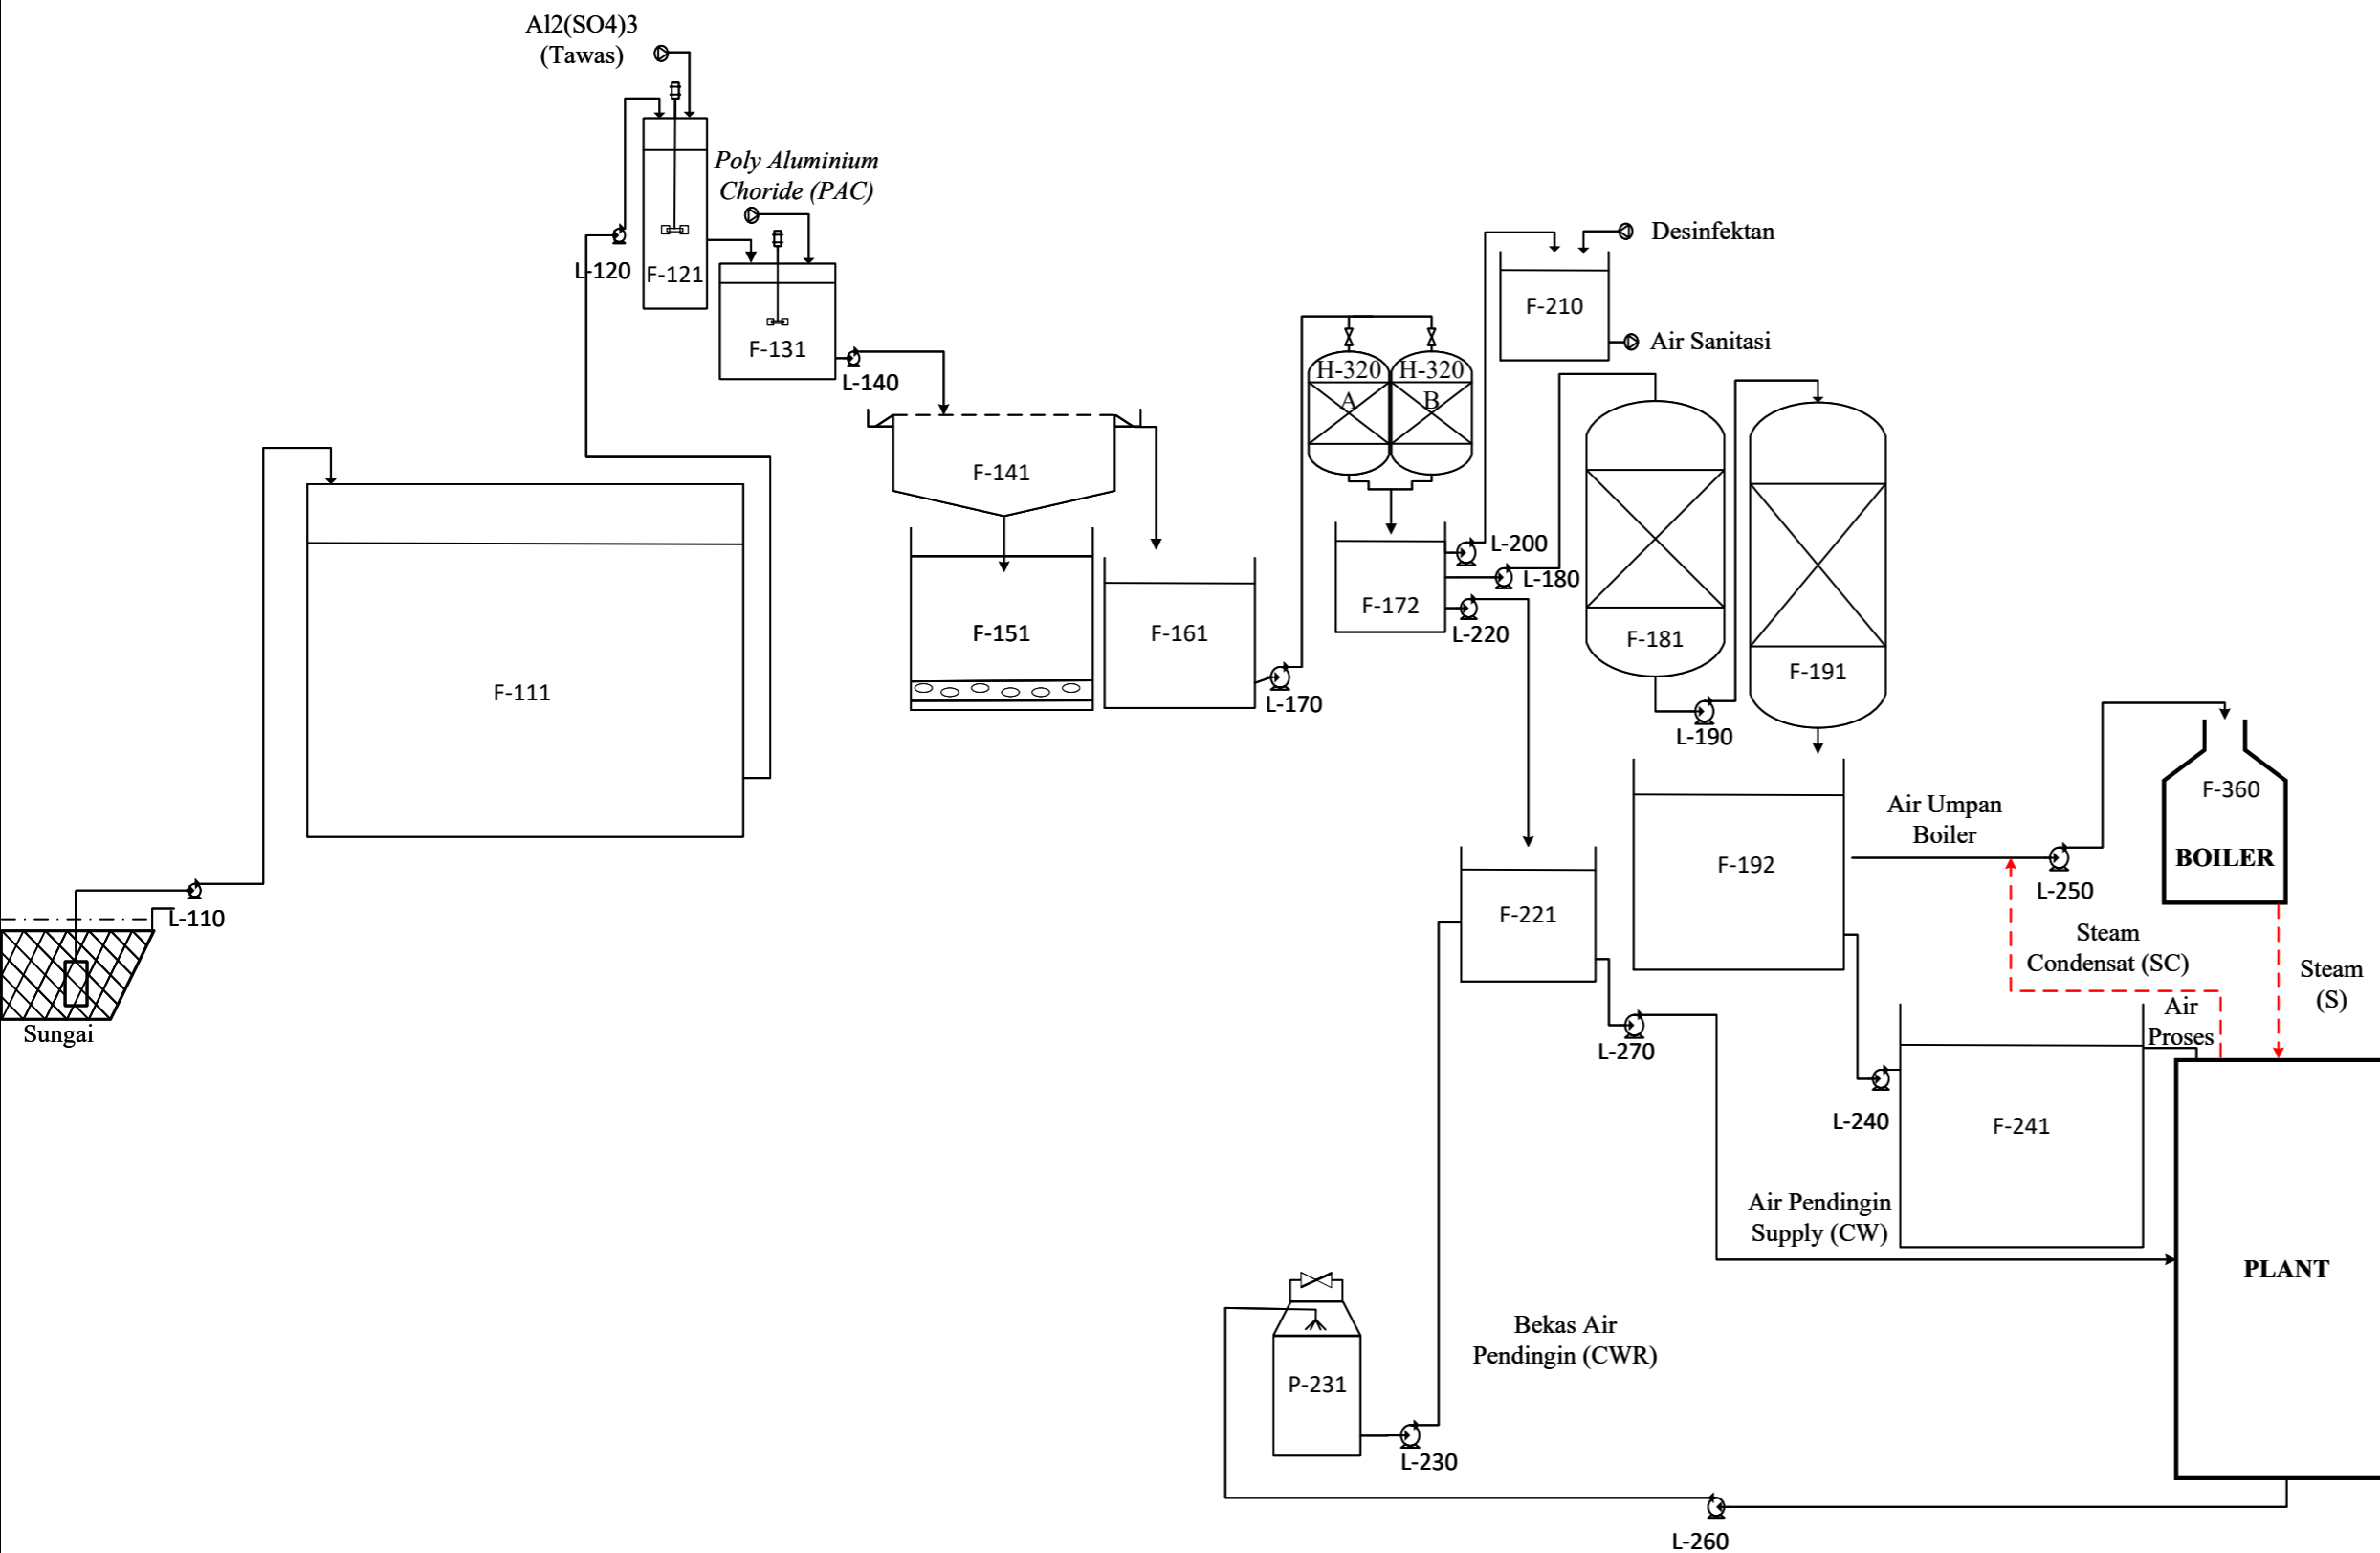 Al2(SO4)3
(Tawas)
Poly Aluminium
Choride (PAC)
L-120
F-121
F-131
L-140
F-141
F-111
F-151
F-161
L-170
L-110
Sungai
H-320
A
H-320
B
Desinfektan
F-210
Air Sanitasi
L-200
L-180
F-172
L-220
F-181
F-191
L-190
F-192
Air Umpan
Boiler
F-360
BOILER
L-250
F-221
Steam
Condensat (SC)
Steam
(S)
Air
Proses
L-270
L-240
F-241
Air Pendingin
Supply (CW)
PLANT
Bekas Air
Pendingin (CWR)
P-231
L-230
L-260